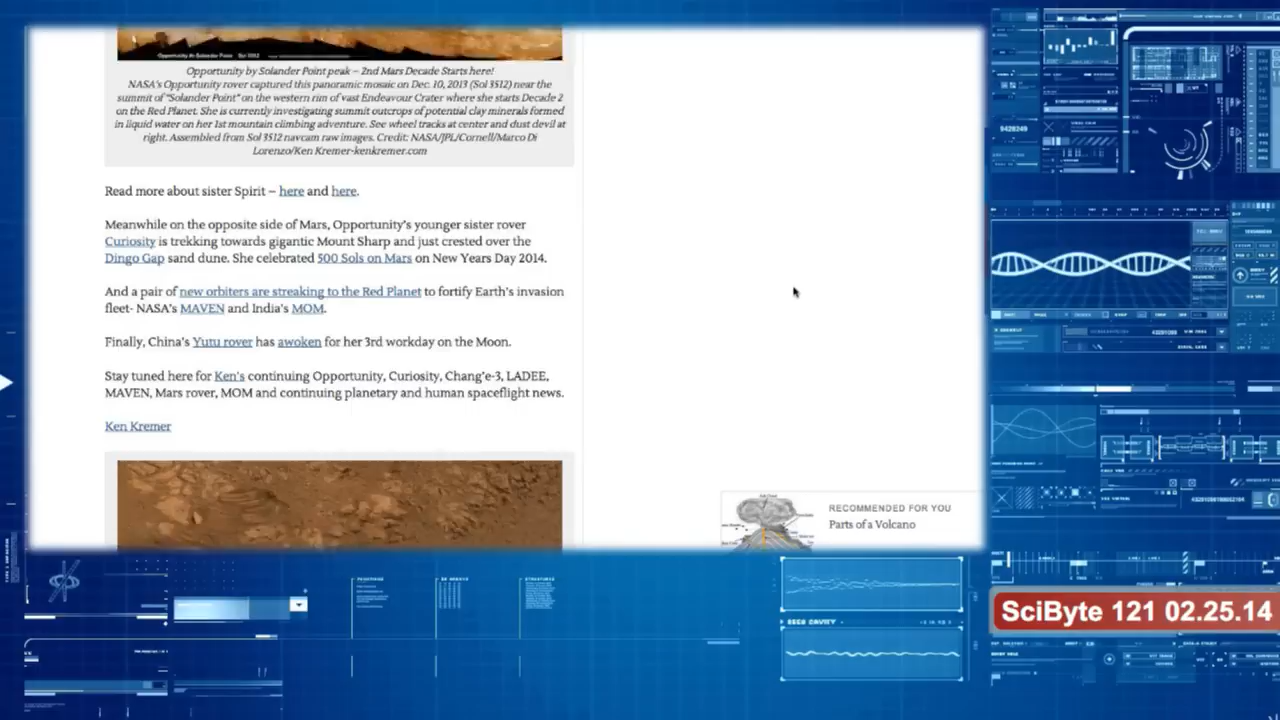 Opportunity by Solander Point peak – 2nd Mars Decade Starts here!
NASA's Opportunity rover captured this panoramic mosaic on Dec. 10, 2013 (Sol 3512) near the
summit of "Solander Point" on the western rim of vast Endeavour Crater where she starts Decade 2
on the Red Planet. She is currently investigating summit outcrops of potential clay minerals formed
in liquid water on her 1st mountain climbing adventure. See wheel tracks at center and dust devil at
right. Assembled from Sol 3512 navcam raw images. Credit: NASA/JPL/Cornell/Marco Di
Lorenzo/Ken Kremer-kenkremer.com
Read more about sister Spirit – here and here.
Meanwhile on the opposite side of Mars, Opportunity's younger sister rover
Curiosity is trekking towards gigantic Mount Sharp and just crested over the
Dingo Gap sand dune. She celebrated 500 Sols on Mars on New Years Day 2014.
And a pair of new orbiters are streaking to the Red Planet to fortify Earth's invasion
fleet- NASA's MAVEN and India's MOM.
Finally, China's Yutu rover has awoken for her 3rd workday on the Moon.
Stay tuned here for Ken's continuing Opportunity, Curiosity, Chang'e-3, LADEE,
MAVEN, Mars rover, MOM and continuing planetary and human spaceflight news.
Ken Kremer
RECOMMENDED FOR YOU
Parts of a Volcano
9428249
SciByte 121 02.25.14